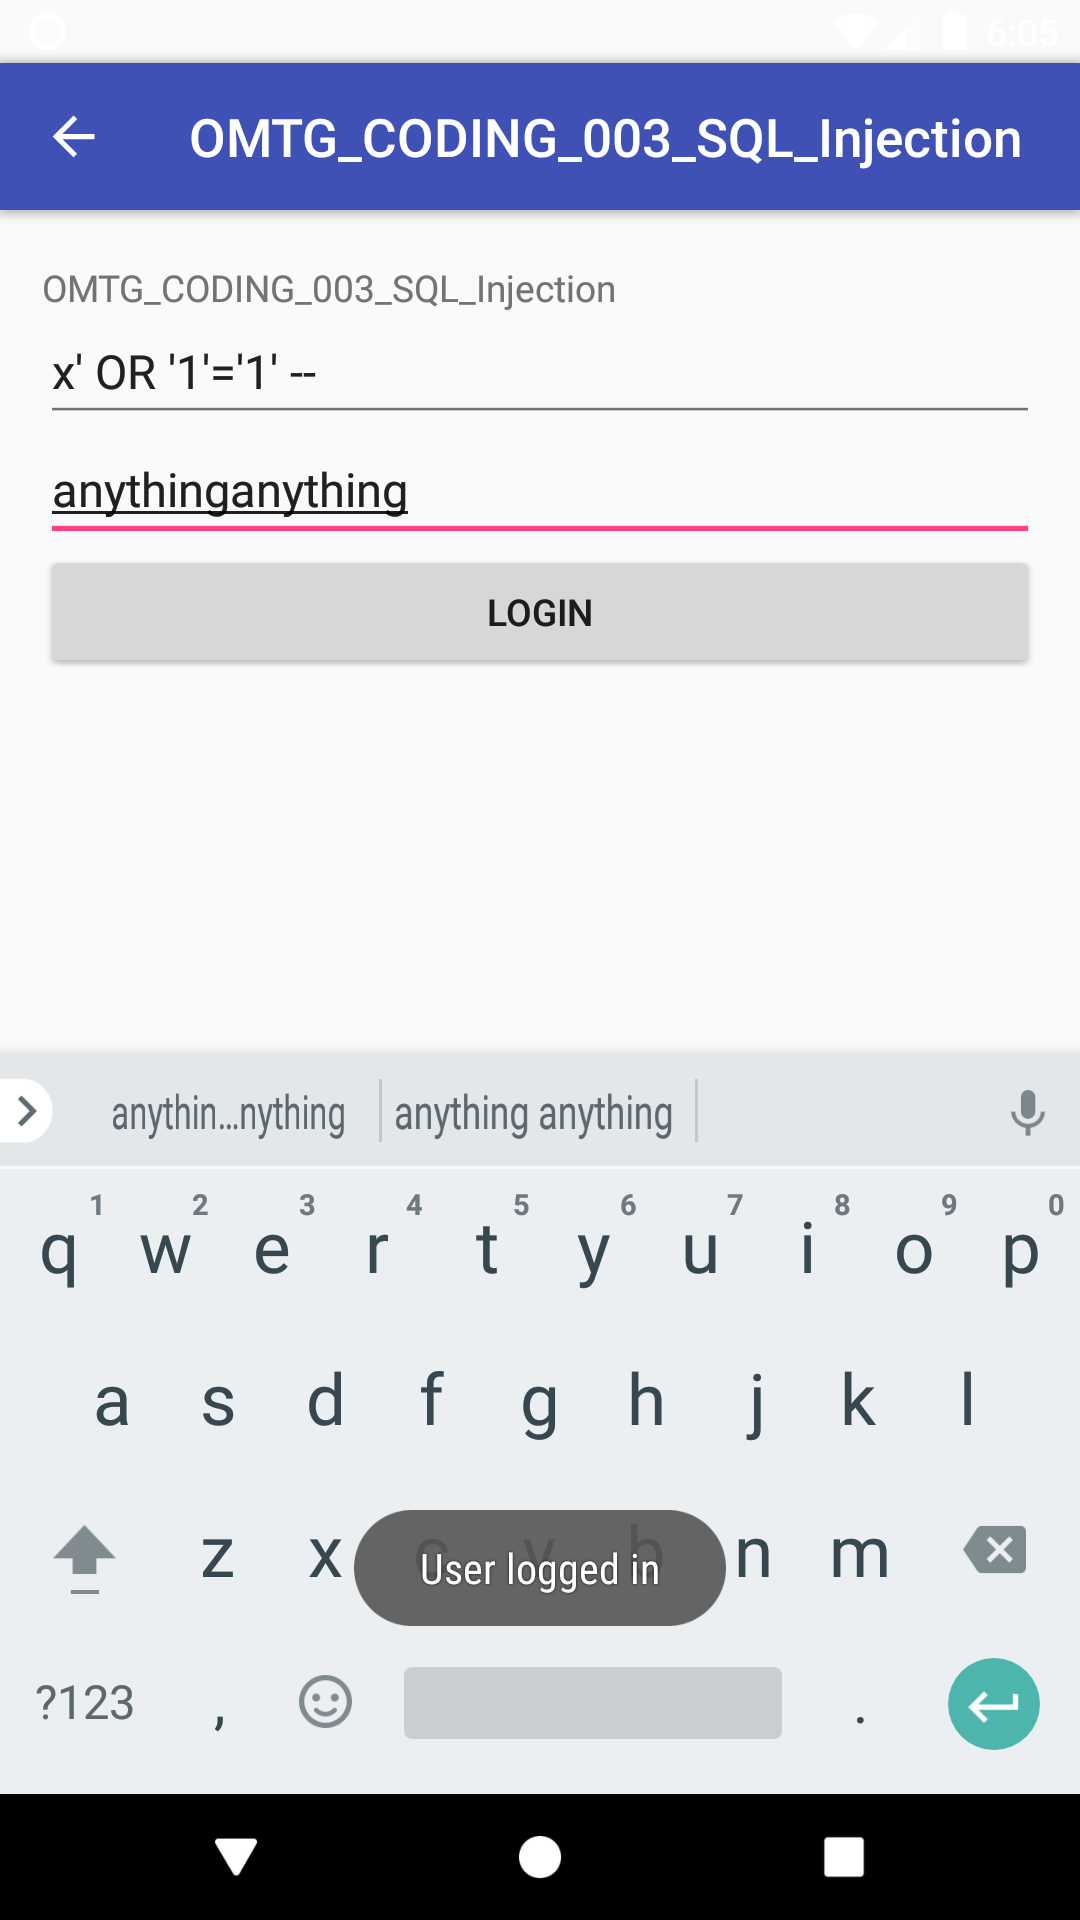 6:05
OMTG_CODING_003_SQL_Injection
OMTG_CODING_003_SQL_Injection
x' OR '1'='1' --
anythinganything
LOGIN
anythin...nything anything anything
1 2 3 4 5 6 7 8 9 0
q w e r t y u i o p
a s d f g h j k l
z x c v b n m
User logged in
?123 , .